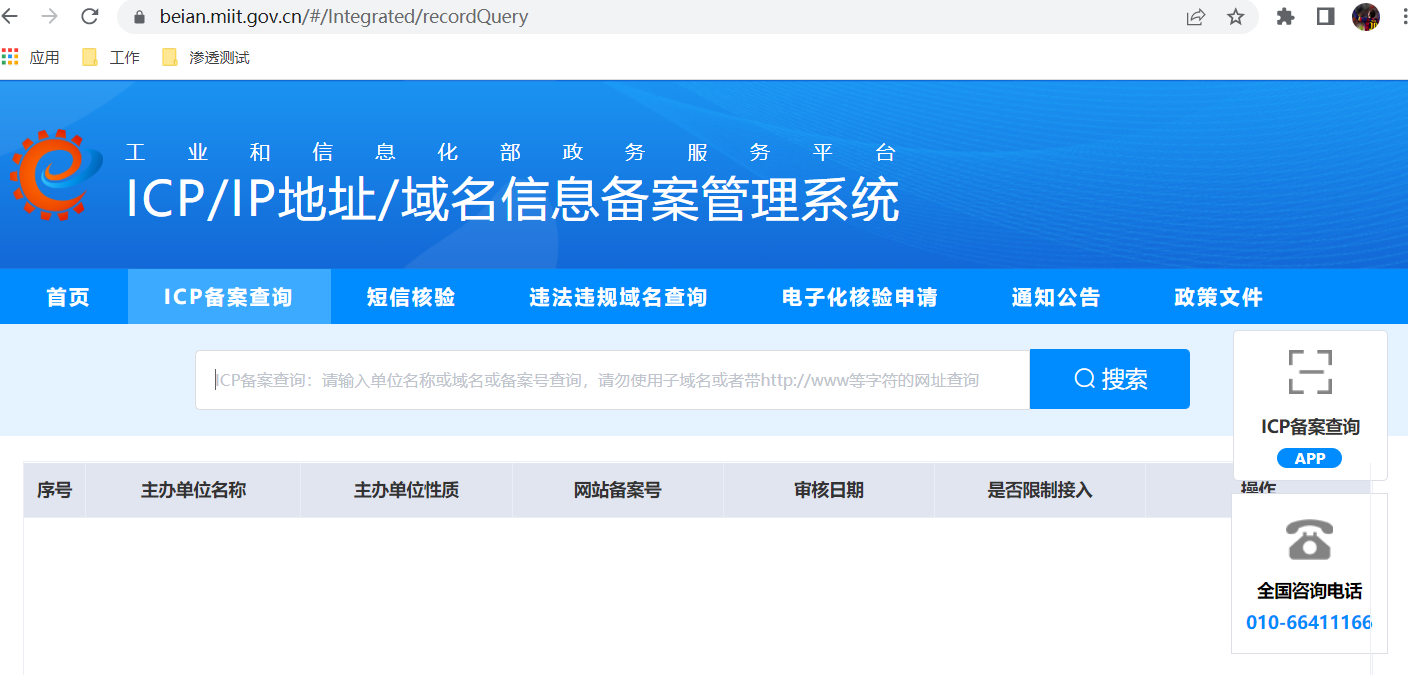 beian.miit.gov.cn/#/Integrated/recordQuery
应用 工作 渗透测试
工业和信息化部政务服务平台
ICP/IP地址/域名信息备案管理系统
首页 ICP备案查询 短信核验 违法违规域名查询 电子化核验申请 通知公告 政策文件
ICP备案查询：请输入单位名称或域名或备案号查询，请勿使用子域名或者带http://www等字符的网址查询 搜索
ICP备案查询
APP
序号 主办单位名称 主办单位性质 网站备案号 审核日期 是否限制接入 操作
全国咨询电话
010-66411166